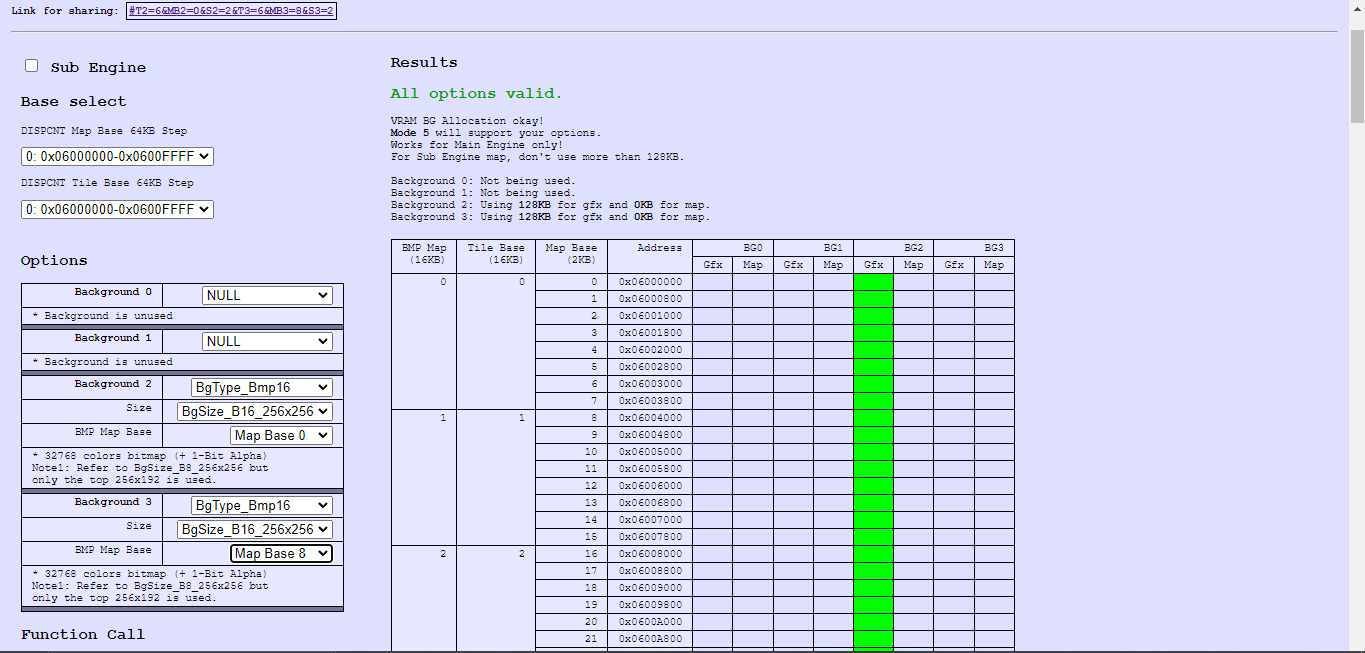 Link for sharing: #T2=6&MB2=0&S2=2&T3=6&MB3=8&S3=2
Sub Engine
Base select
DISPCNT Map Base 64KB Step
0: 0x06000000-0x0600FFFF
DISPCNT Tile Base 64KB Step
0: 0x06000000-0x0600FFFF
Options
Background 0 NULL
* Background is unused
Background 1 NULL
* Background is unused
Background 2 BgType_Bmp16
Size BgSize_B16_256x256
BMP Map Base Map Base 0
* 32768 colors bitmap (+ 1-Bit Alpha)
Note1: Refer to BgSize_B8_256x256 but
only the top 256x192 is used.
Background 3 BgType_Bmp16
Size BgSize_B16_256x256
BMP Map Base Map Base 8
* 32768 colors bitmap (+ 1-Bit Alpha)
Note1: Refer to BgSize_B8_256x256 but
only the top 256x192 is used.
Function Call
Results
All options valid.
VRAM BG Allocation okay!
Mode 5 will support your options.
Works for Main Engine only!
For Sub Engine map, don't use more than 128KB.
Background 0: Not being used.
Background 1: Not being used.
Background 2: Using 128KB for gfx and 0KB for map.
Background 3: Using 128KB for gfx and 0KB for map.
BMP Map (16KB) Tile Base (16KB) Map Base (2KB) Address BG0 BG1 BG2 BG3
Gfx Map Gfx Map Gfx Map Gfx Map
0 0 0 0x06000000
1 0x06000800
2 0x06001000
3 0x06001800
4 0x06002000
5 0x06002800
6 0x06003000
7 0x06003800
1 1 8 0x06004000
9 0x06004800
10 0x06005000
11 0x06005800
12 0x06006000
13 0x06006800
14 0x06007000
15 0x06007800
2 2 16 0x06008000
17 0x06008800
18 0x06009000
19 0x06009800
20 0x0600A000
21 0x0600A800